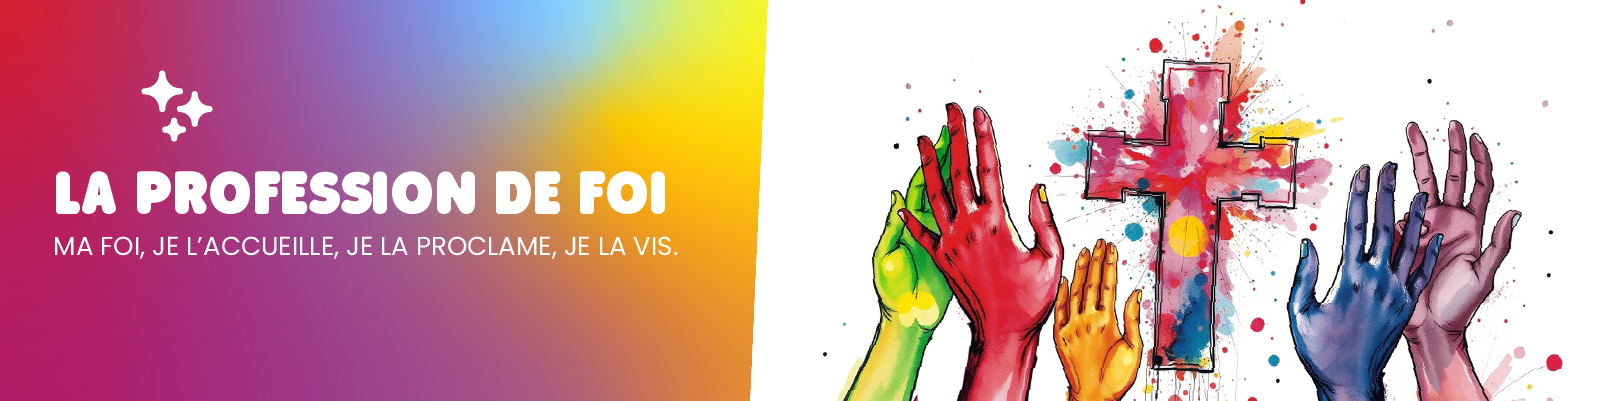 LA PROFESSION DE FOI
MA FOI, JE L'ACCUEILLE, JE LA PROCLAME, JE LA VIS.